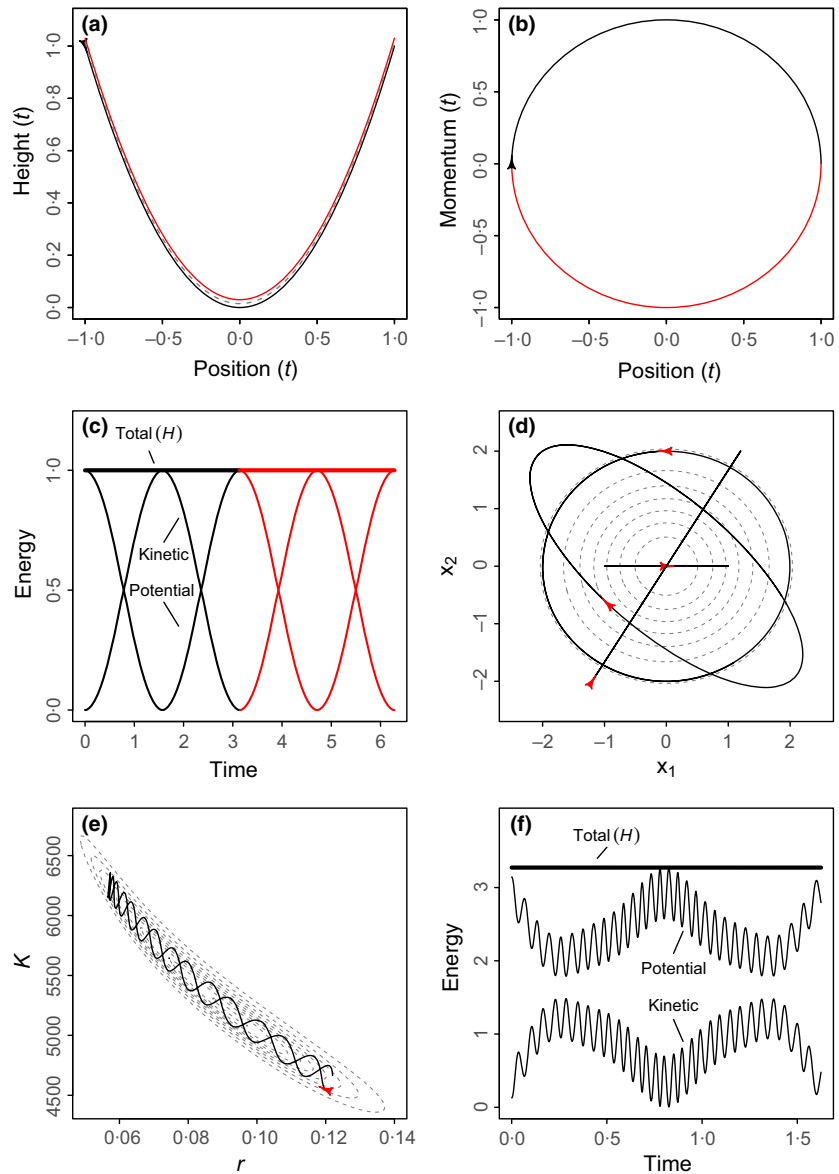 (a)
Height (t)
0·0 0·2 0·4 0·6 0·8 1·0
–1·0 –0·5 0·0 0·5 1·0
Position (t)
(b)
Momentum (t)
–1·0 –0·5 0·0 0·5 1·0
–1·0 –0·5 0·0 0·5 1·0
Position (t)
(c)
Total (H)
Kinetic
Potential
Energy
0·0 0·5 1·0
0 1 2 3 4 5 6
Time
(d)
x2
–2 –1 0 1 2
–2 –1 0 1 2
x1
(e)
K
4500 5000 5500 6000 6500
0·06 0·08 0·10 0·12 0·14
r
(f)
Total (H)
Potential
Kinetic
Energy
0 1 2 3
0·0 0·5 1·0 1·5
Time